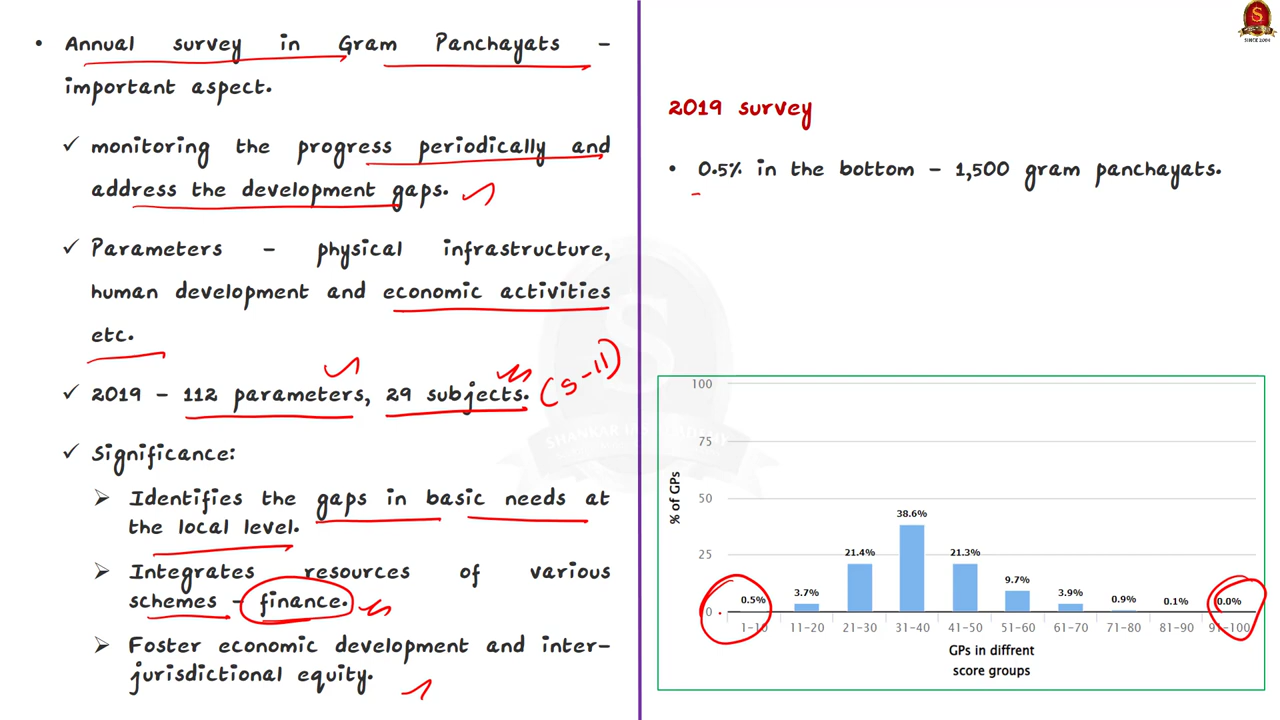 • Annual survey in Gram Panchayats –
important aspect.
✓ monitoring the progress periodically and
address the development gaps.
✓ Parameters – physical infrastructure,
human development and economic activities
etc.
✓ 2019 – 112 parameters, 29 subjects. (S-11)
✓ Significance:
➢ Identifies the gaps in basic needs at
the local level.
➢ Integrates resources of various
schemes – finance.
➢ Foster economic development and inter-
jurisdictional equity.
S
SINCE 2004
2019 survey
• 0.5% in the bottom – 1,500 gram panchayats.
% of GPs
100
75
50
25
0
0.5%
3.7%
21.4%
38.6%
21.3%
9.7%
3.9%
0.9%
0.1%
0.0%
1-10 11-20 21-30 31-40 41-50 51-60 61-70 71-80 81-90 91-100
GPs in diffrent
score groups